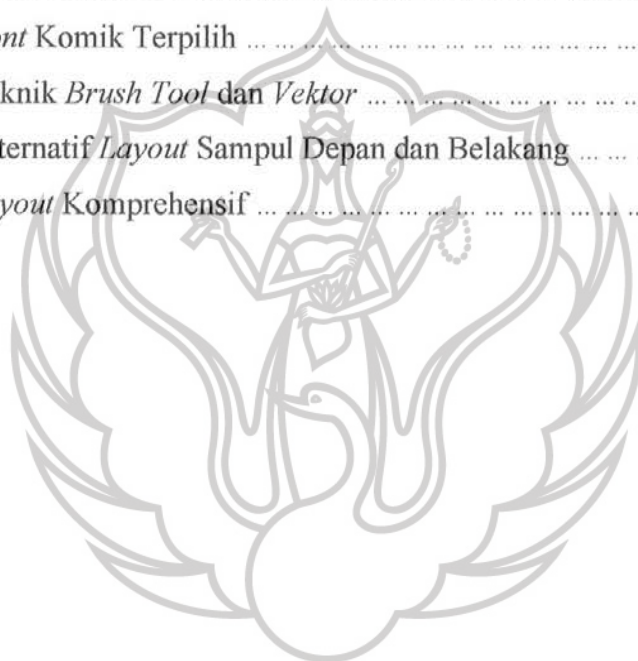 ont Komik Terpilih ... ... ... ... ... ... ... ... ... ... ... ... ... ...
knik Brush Tool dan Vektor ... ... ... ... ... ... ... ... ... ...
ternatif Layout Sampul Depan dan Belakang ... ... .
yout Komprehensif ... ... ... ... ... ... ... ... ... ... ... ... ... ...